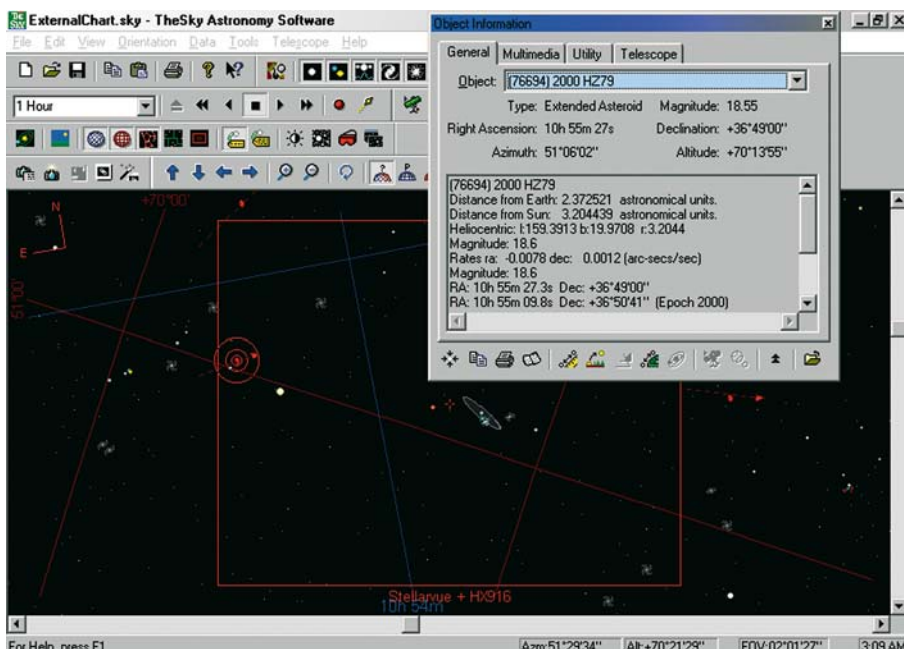 ExternalChart.sky - TheSky Astronomy Software
File Edit View Orientation Data Tools Telescope Help
1 Hour
Object Information
General Multimedia Utility Telescope
Object: (76694) 2000 HZ79
Type: Extended Asteroid Magnitude: 18.55
Right Ascension: 10h 55m 27s Declination: +36°49'00"
Azimuth: 51°06'02" Altitude: +70°13'55"
(76694) 2000 HZ79
Distance from Earth: 2.372521 astronomical units.
Distance from Sun: 3.204439 astronomical units.
Heliocentric: l:159.3913 b:19.9708 r:3.2044
Magnitude: 18.6
Rates ra: -0.0078 dec: 0.0012 (arc-secs/sec)
Magnitude: 18.6
RA: 10h 55m 27.3s Dec: +36°49'00"
RA: 10h 55m 09.8s Dec: +36°50'41" (Epoch 2000)
+70°00'
N
E
51°00'
Stellarvue + HX916
10h 54m
For Help, press F1
Azm:51°29'34" Alt:+70°21'29" FOV:02°01'27" 3:09 AM